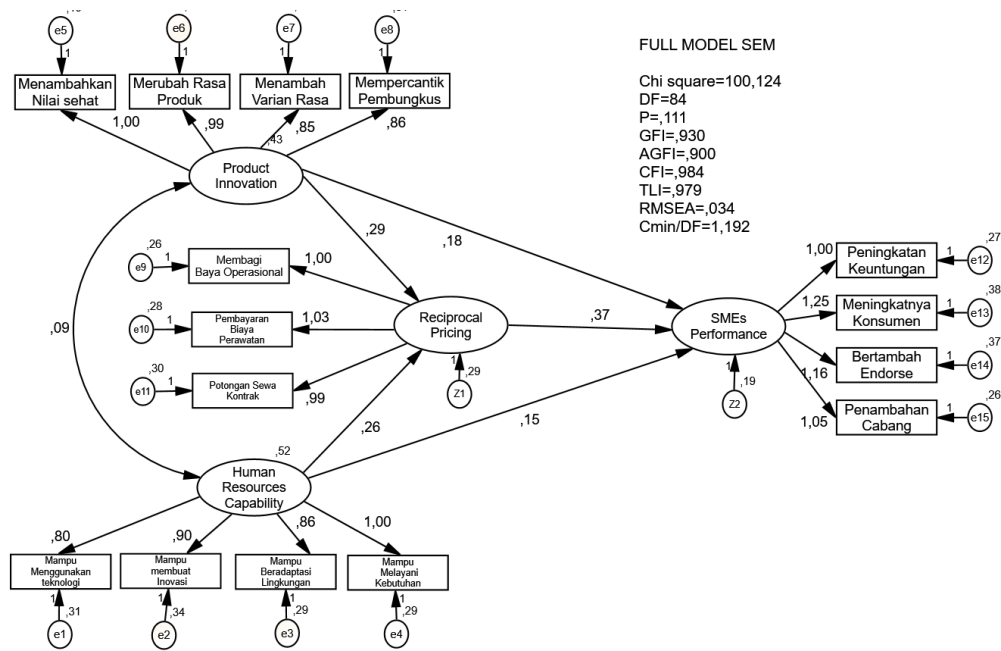 FULL MODEL SEM
Chi square=100,124
DF=84
P=,111
GFI=,930
AGFI=,900
CFI=,984
TLI=,979
RMSEA=,034
Cmin/DF=1,192
e5
e6
e7
e8
1
1
1
1
Menambahkan
Nilai sehat
Merubah Rasa
Produk
Menambah
Varian Rasa
Mempercantik
Pembungkus
1,00
,99
,85
,86
,43
Product
Innovation
,29
,18
,09
,26
e9
1
Membagi
Baya Operasional
1,00
,28
e10
1
Pembayaran
Biaya
Perawatan
1,03
,30
e11
1
Potongan Sewa
Kontrak
,99
Reciprocal
Pricing
1
,29
Z1
,37
SMEs
Performance
1
,19
Z2
1,00
Peningkatan
Keuntungan
1
,27
e12
1,25
Meningkatnya
Konsumen
1
,38
e13
1,16
Bertambah
Endorse
1
,37
e14
1,05
Penambahan
Cabang
1
,26
e15
,26
,15
,52
Human
Resources
Capability
,80
,90
,86
1,00
Mampu
Menggunakan
teknologi
Mampu
membuat
Inovasi
Mampu
Beradaptasi
Lingkungan
Mampu
Melayani
Kebutuhan
1
,31
1
,34
1
,29
1
,29
e1
e2
e3
e4